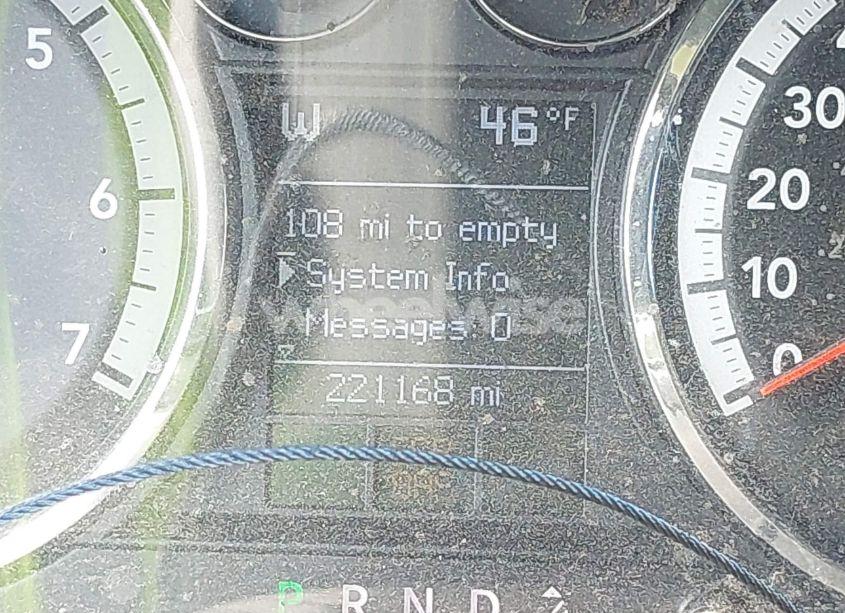 5
6
7
W 46°F
108 mi to empty
System Info
Messages 0
221168 mi
30
20
10
0
P R N D